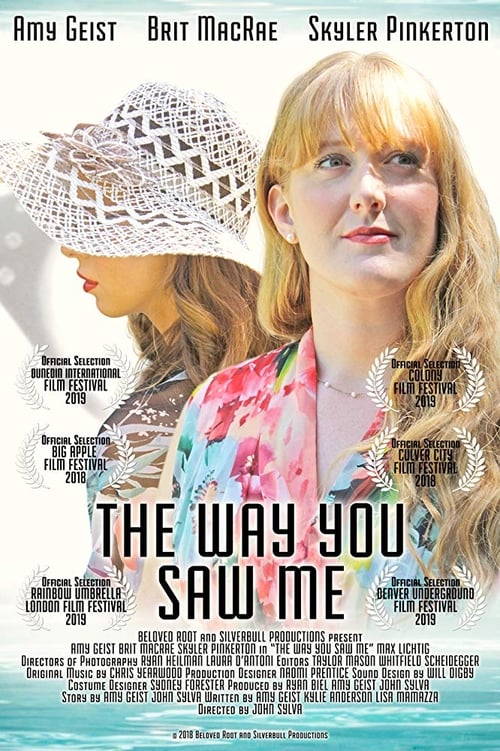 Amy Geist Brit MacRae Skyler Pinkerton
Official Selection
Dunedin International
Film Festival
2019
Official Selection
Colony
Film Festival
2019
Official Selection
Big Apple
Film Festival
2018
Official Selection
Culver City
Film Festival
2018
THE WAY YOU
SAW ME
Official Selection
Rainbow Umbrella
London Film Festival
2019
Official Selection
Denver Underground
Film Festival
2019
Beloved Root and Silverbull Productions present
Amy Geist Brit MacRae Skyler Pinkerton in "The Way You Saw Me" Max Lichtig
Directors of Photography Ryan Heilman Laura D'Antoni Editors Taylor Mason Whitfield Scheidegger
Original Music by Chris Yearwood Production Designer Naomi Prentice Sound Design by Will Digby
Costume Designer Sydney Forester Produced by Ryan Biel Amy Geist John Sylva
Story by Amy Geist John Sylva Written by Amy Geist Kylie Anderson Lisa Mamazza
Directed by John Sylva
© 2018 Beloved Root and Silverbull Productions